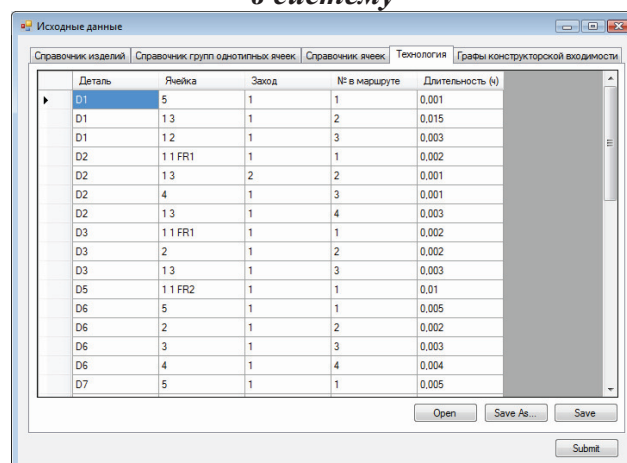 в систему
Исходные данные
Справочник изделий Справочник групп однотипных ячеек Справочник ячеек Технология Графы конструкторской входимости
Деталь Ячейка Заход № в маршруте Длительность (ч)
D1 5 1 1 0,001
D1 1 3 1 2 0,015
D1 1 2 1 3 0,003
D2 1 1 FR1 1 1 0,002
D2 1 3 2 2 0,001
D2 4 1 3 0,001
D2 1 3 1 4 0,003
D3 1 1 FR1 1 1 0,002
D3 2 1 2 0,002
D3 1 3 1 3 0,003
D5 1 1 FR2 1 1 0,01
D6 5 1 1 0,005
D6 2 1 2 0,002
D6 3 1 3 0,003
D6 4 1 4 0,004
D7 5 1 1 0,005
Open Save As... Save
Submit